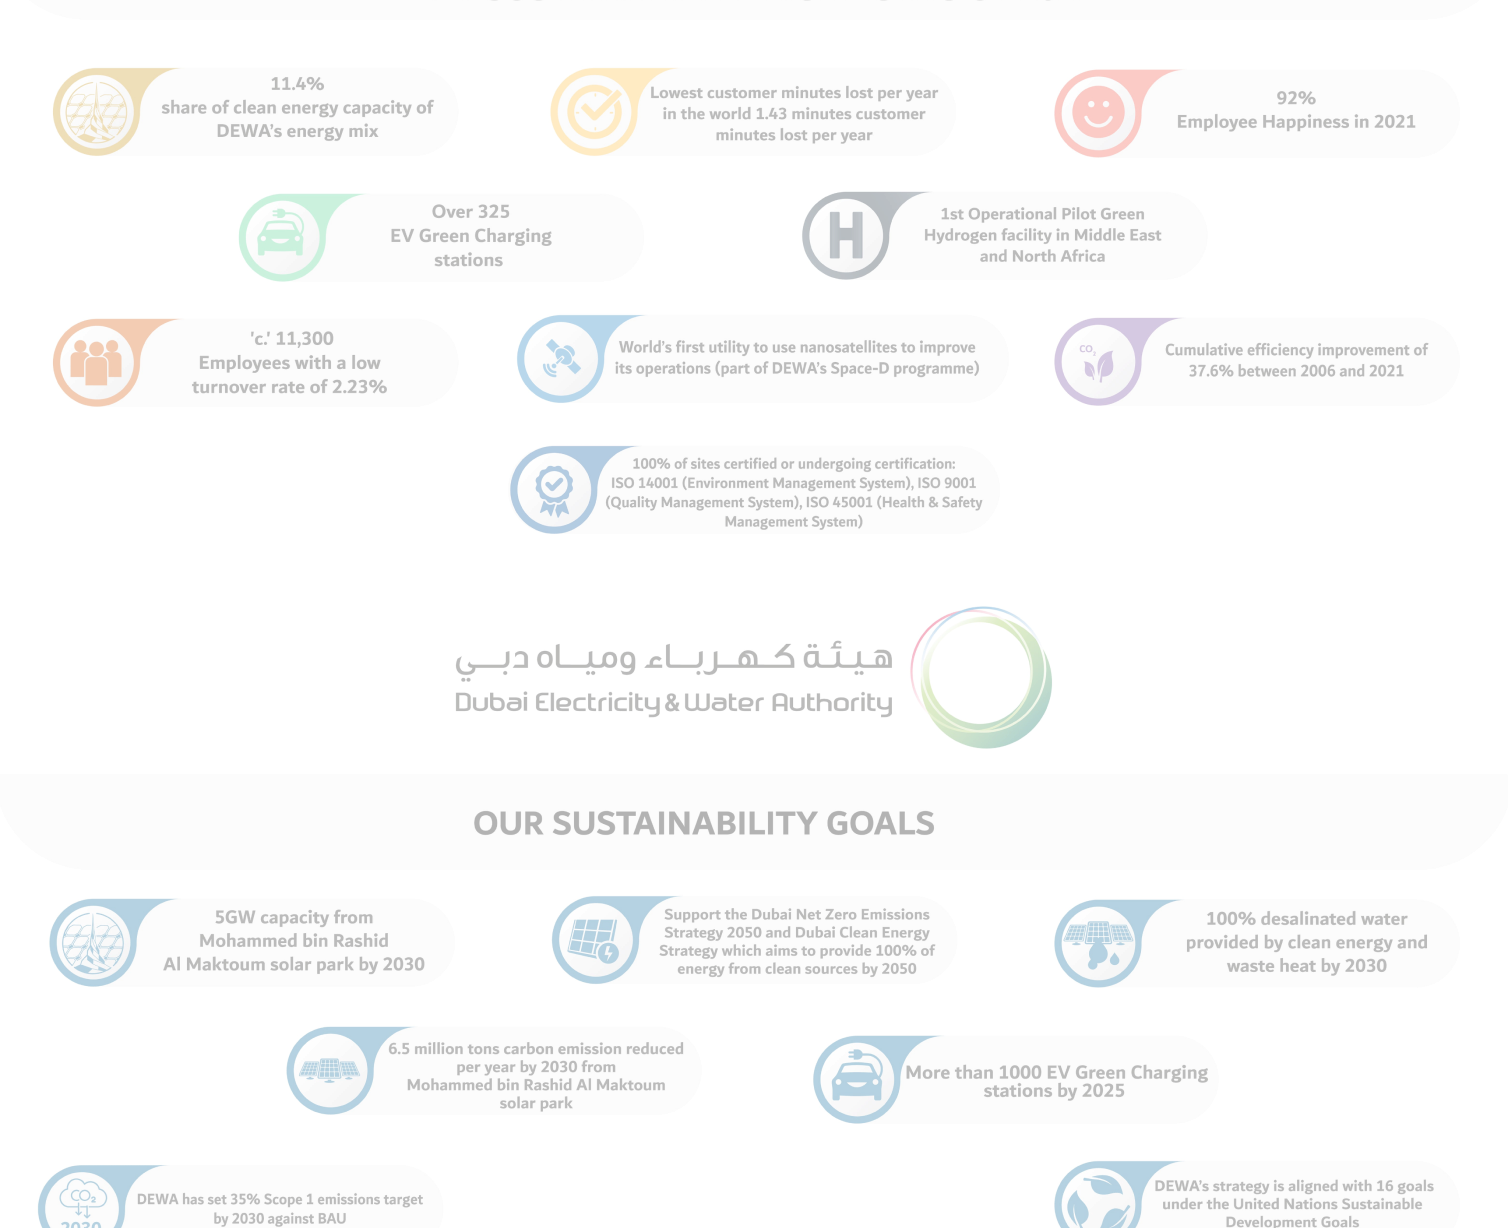 11.4%
share of clean energy capacity of
DEWA's energy mix
Lowest customer minutes lost per year
in the world 1.43 minutes customer
minutes lost per year
92%
Employee Happiness in 2021
Over 325
EV Green Charging
stations
H
1st Operational Pilot Green
Hydrogen facility in Middle East
and North Africa
'c.' 11,300
Employees with a low
turnover rate of 2.23%
World's first utility to use nanosatellites to improve
its operations (part of DEWA's Space-D programme)
CO2
Cumulative efficiency improvement of
37.6% between 2006 and 2021
100% of sites certified or undergoing certification:
ISO 14001 (Environment Management System), ISO 9001
(Quality Management System), ISO 45001 (Health & Safety
Management System)
هيئة كهرباء ومياه دبي
Dubai Electricity & Water Authority
OUR SUSTAINABILITY GOALS
5GW capacity from
Mohammed bin Rashid
Al Maktoum solar park by 2030
Support the Dubai Net Zero Emissions
Strategy 2050 and Dubai Clean Energy
Strategy which aims to provide 100% of
energy from clean sources by 2050
100% desalinated water
provided by clean energy and
waste heat by 2030
6.5 million tons carbon emission reduced
per year by 2030 from
Mohammed bin Rashid Al Maktoum
solar park
More than 1000 EV Green Charging
stations by 2025
CO2
2030
DEWA has set 35% Scope 1 emissions target
by 2030 against BAU
DEWA's strategy is aligned with 16 goals
under the United Nations Sustainable
Development Goals